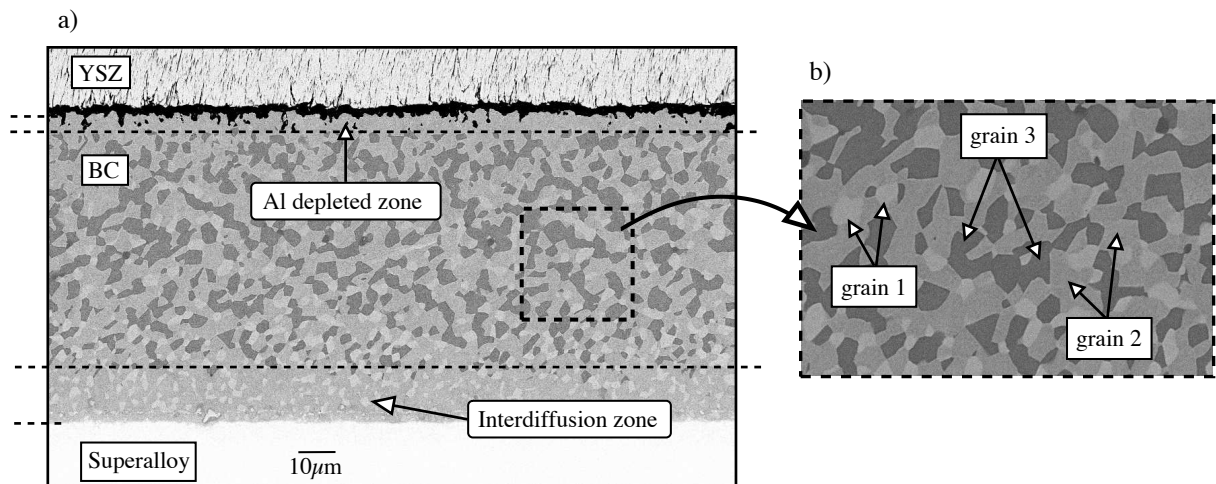 a)
YSZ
BC
Al depleted zone
Interdiffusion zone
Superalloy
10μm
b)
grain 3
grain 1
grain 2